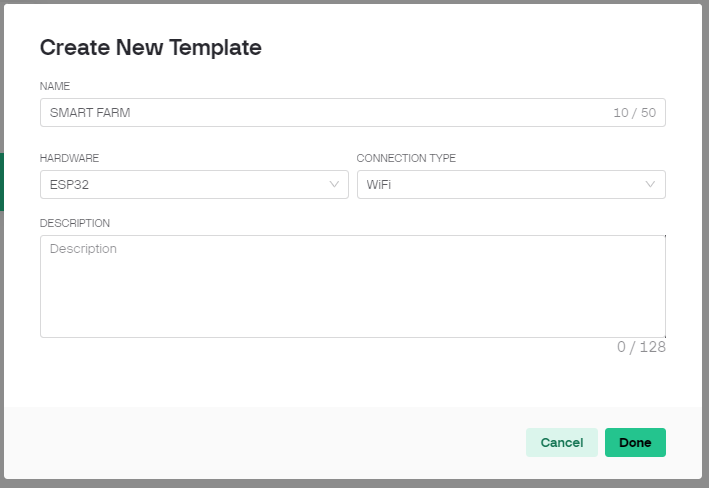 Create New Template
NAME
SMART FARM 10 / 50
HARDWARE CONNECTION TYPE
ESP32 WiFi
DESCRIPTION
Description
0 / 128
Cancel Done